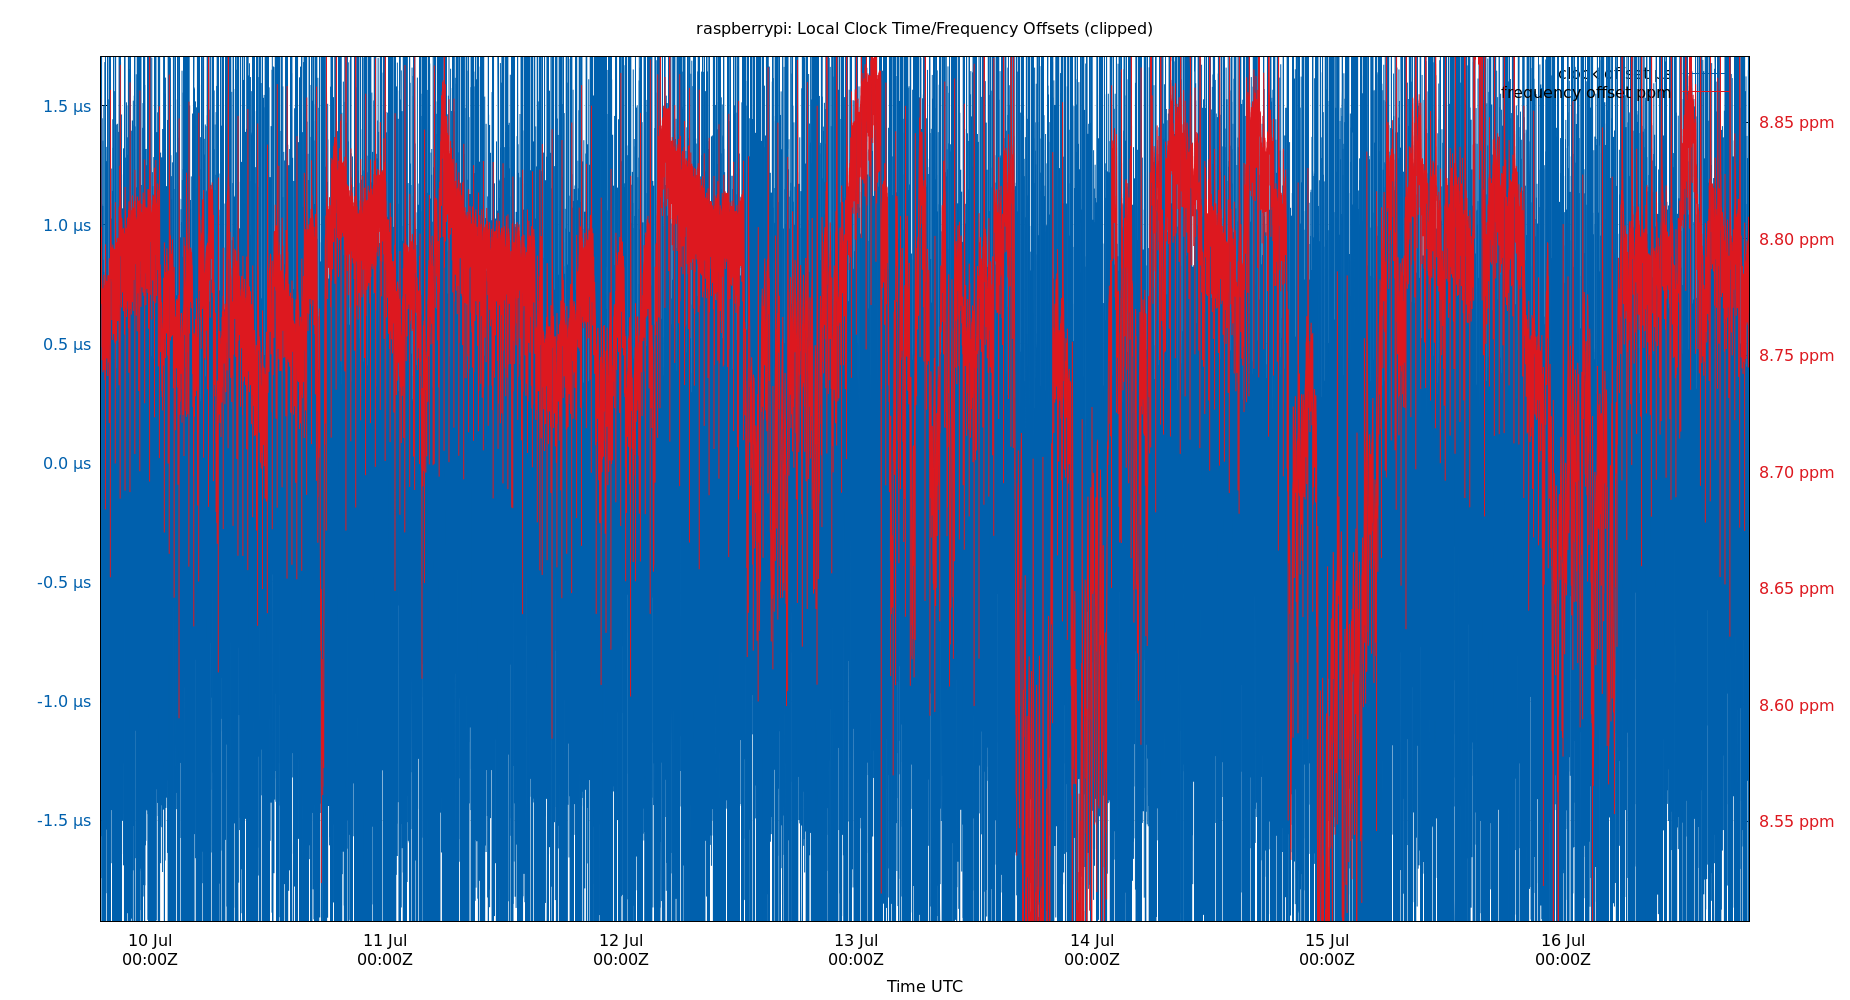 raspberrypi: Local Clock Time/Frequency Offsets (clipped)
clock offset µs
frequency offset ppm
1.5 µs
1.0 µs
0.5 µs
0.0 µs
-0.5 µs
-1.0 µs
-1.5 µs
8.85 ppm
8.80 ppm
8.75 ppm
8.70 ppm
8.65 ppm
8.60 ppm
8.55 ppm
10 Jul 11 Jul 12 Jul 13 Jul 14 Jul 15 Jul 16 Jul
00:00Z 00:00Z 00:00Z 00:00Z 00:00Z 00:00Z 00:00Z
Time UTC